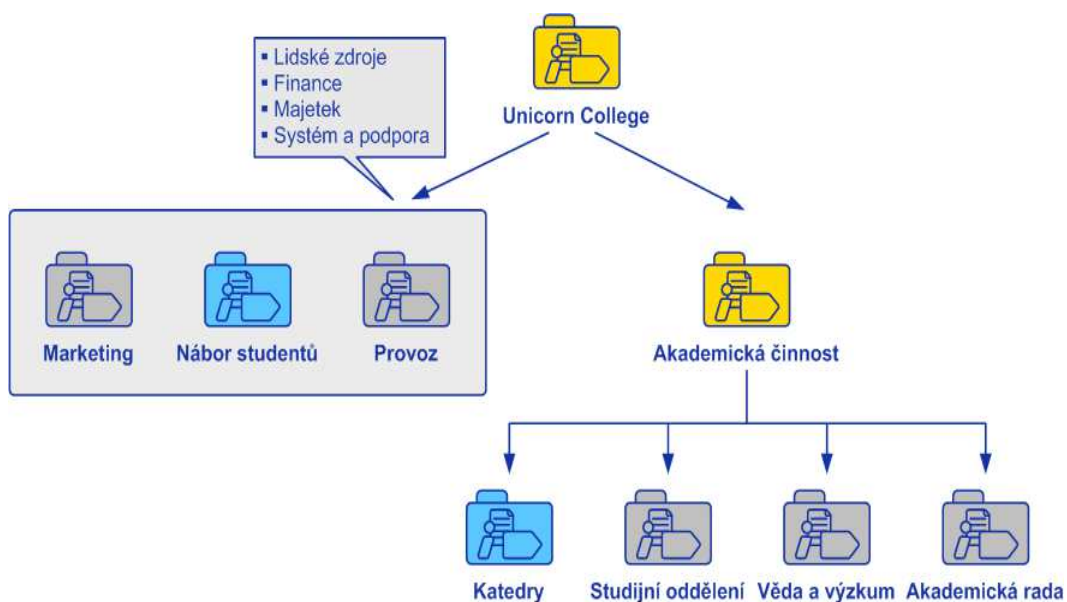 ▪ Lidské zdroje
▪ Finance
▪ Majetek
▪ Systém a podpora
Unicorn College
Marketing
Nábor studentů
Provoz
Akademická činnost
Katedry
Studijní oddělení
Věda a výzkum
Akademická rada